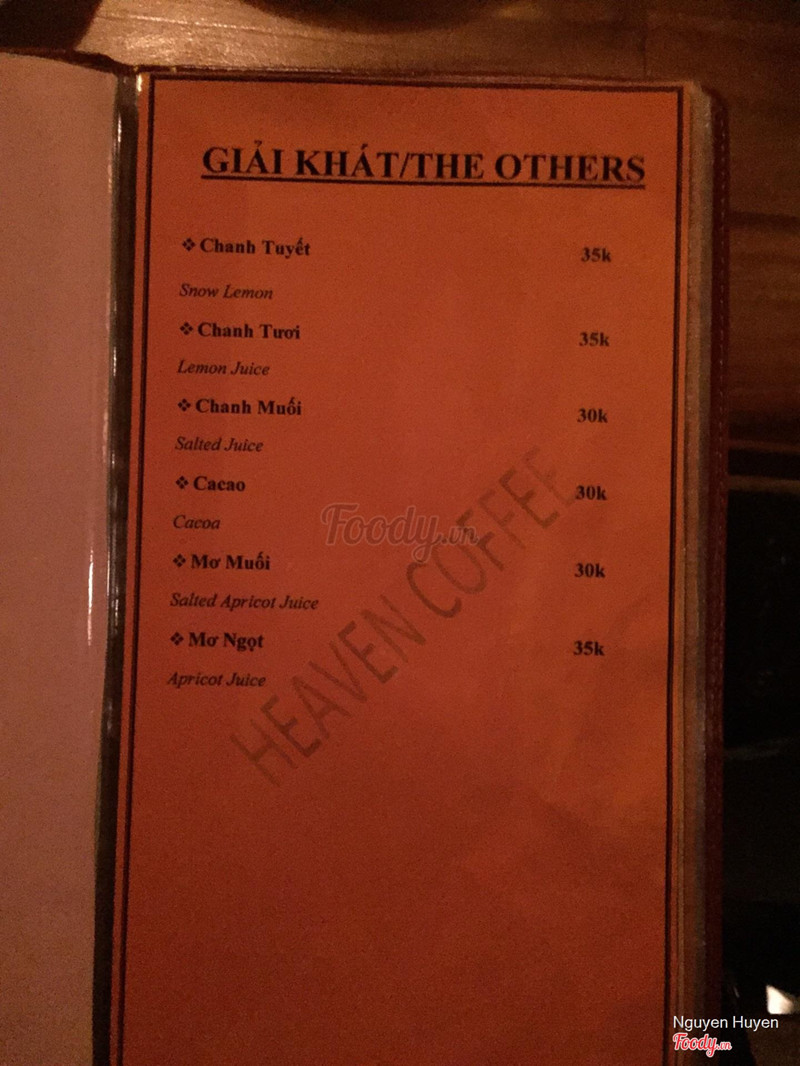 GIẢI KHÁT/THE OTHERS
❖ Chanh Tuyết 35k
Snow Lemon
❖ Chanh Tươi 35k
Lemon Juice
❖ Chanh Muối 30k
Salted Juice
❖ Cacao 30k
Cacoa
❖ Mơ Muối 30k
Salted Apricot Juice
❖ Mơ Ngọt 35k
Apricot Juice
HEAVEN COFFEE
Foody.vn
Nguyen Huyen
Foody.vn